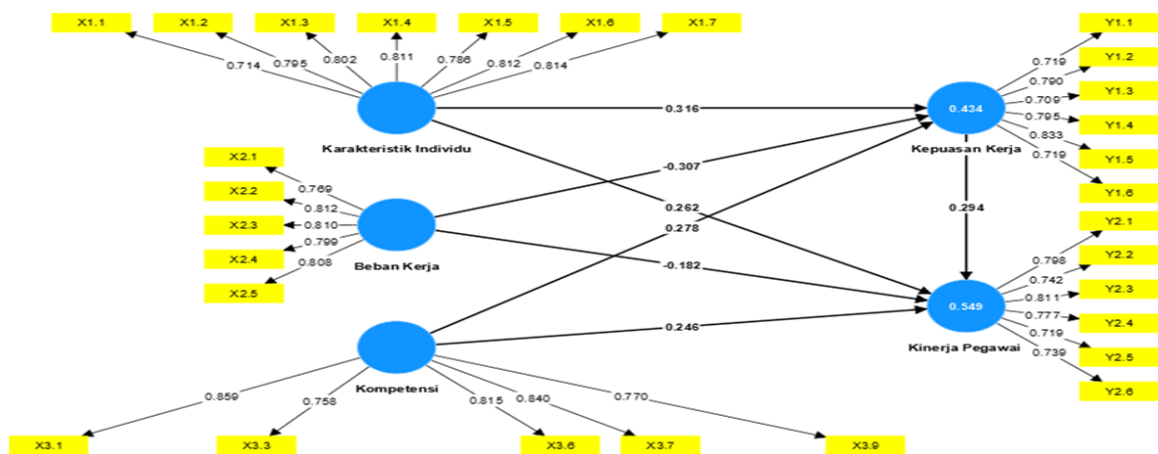 X1.1
X1.2
X1.3
X1.4
X1.5
X1.6
X1.7
0.714
0.795
0.802
0.811
0.786
0.812
0.814
Karakteristik Individu
X2.1
X2.2
X2.3
X2.4
X2.5
0.769
0.812
0.810
0.799
0.808
Beban Kerja
Kompetensi
0.859
0.758
0.815
0.840
0.770
X3.1
X3.3
X3.6
X3.7
X3.9
0.316
-0.307
0.262
0.278
-0.182
0.246
0.294
0.434
Kepuasan Kerja
0.719
0.790
0.709
0.795
0.833
0.719
Y1.1
Y1.2
Y1.3
Y1.4
Y1.5
Y1.6
0.549
Kinerja Pegawai
0.798
0.742
0.811
0.777
0.719
0.739
Y2.1
Y2.2
Y2.3
Y2.4
Y2.5
Y2.6